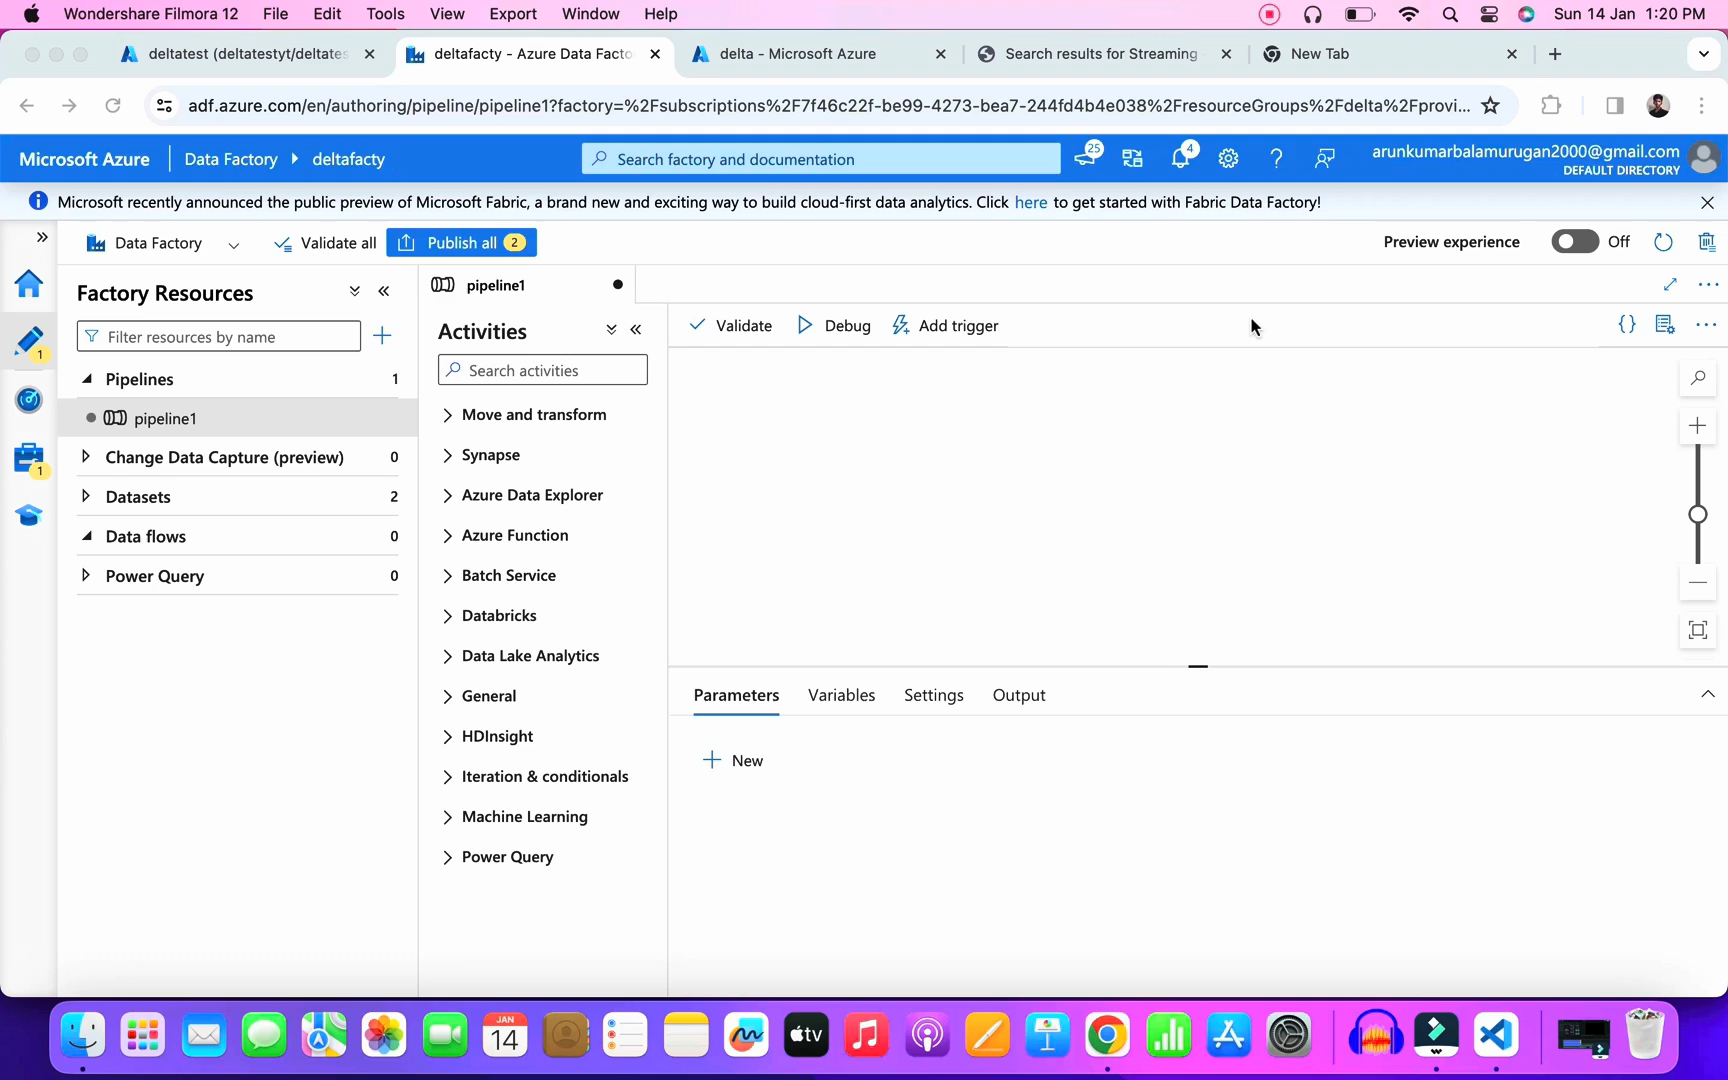 Wondershare Filmora 12 File Edit Tools View Export Window Help Sun 14 Jan 1:20 PM
deltatest (deltatestyt/deltates deltafacty - Azure Data Facto delta - Microsoft Azure Search results for Streaming New Tab
adf.azure.com/en/authoring/pipeline/pipeline1?factory=%2Fsubscriptions%2F7f46c22f-be99-4273-bea7-244fd4b4e038%2FresourceGroups%2Fdelta%2Fprovi...
Microsoft Azure Data Factory deltafacty Search factory and documentation 25 4 arunkumarbalamurugan2000@gmail.com
DEFAULT DIRECTORY
Microsoft recently announced the public preview of Microsoft Fabric, a brand new and exciting way to build cloud-first data analytics. Click here to get started with Fabric Data Factory!
Data Factory Validate all Publish all 2 Preview experience Off
Factory Resources
Filter resources by name
1
Pipelines 1
pipeline1
Change Data Capture (preview) 0
1
Datasets 2
Data flows 0
Power Query 0
pipeline1
Activities
Search activities
Move and transform
Synapse
Azure Data Explorer
Azure Function
Batch Service
Databricks
Data Lake Analytics
General
HDInsight
Iteration & conditionals
Machine Learning
Power Query
Validate Debug Add trigger
Parameters Variables Settings Output
New
JAN
14
tv